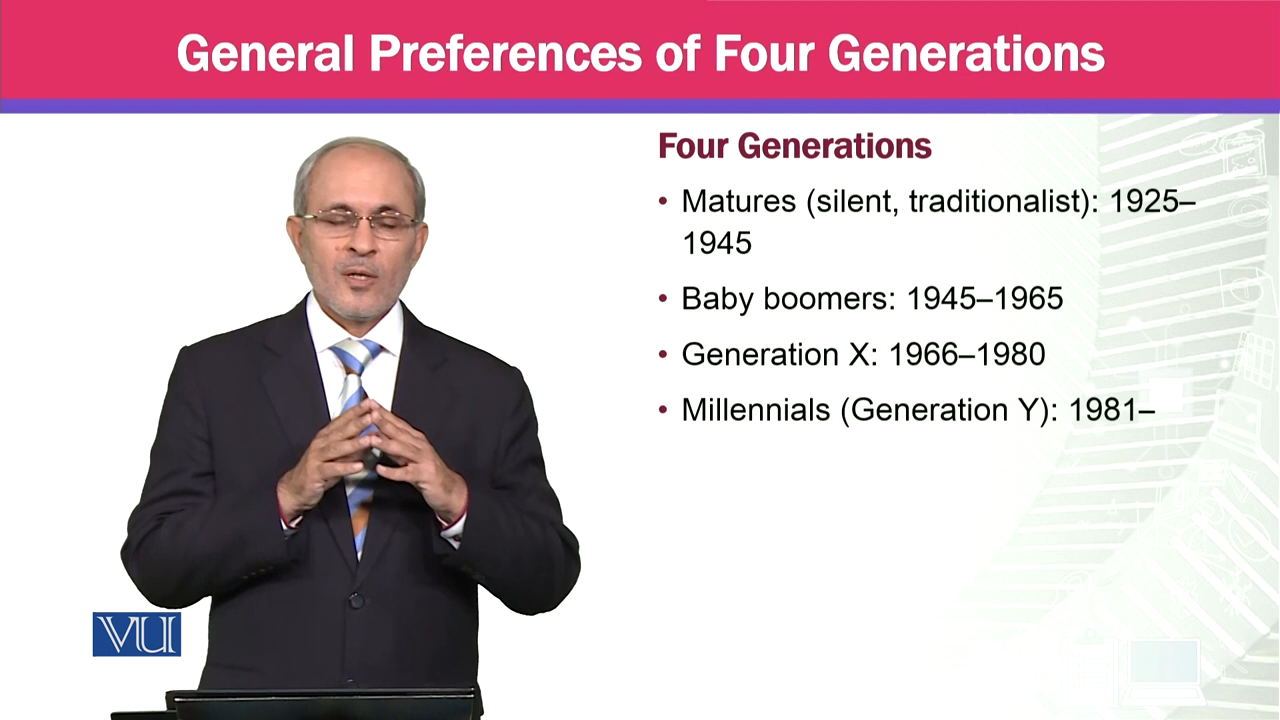 General Preferences of Four Generations
Four Generations
• Matures (silent, traditionalist): 1925–
1945
• Baby boomers: 1945–1965
• Generation X: 1966–1980
• Millennials (Generation Y): 1981–
VU